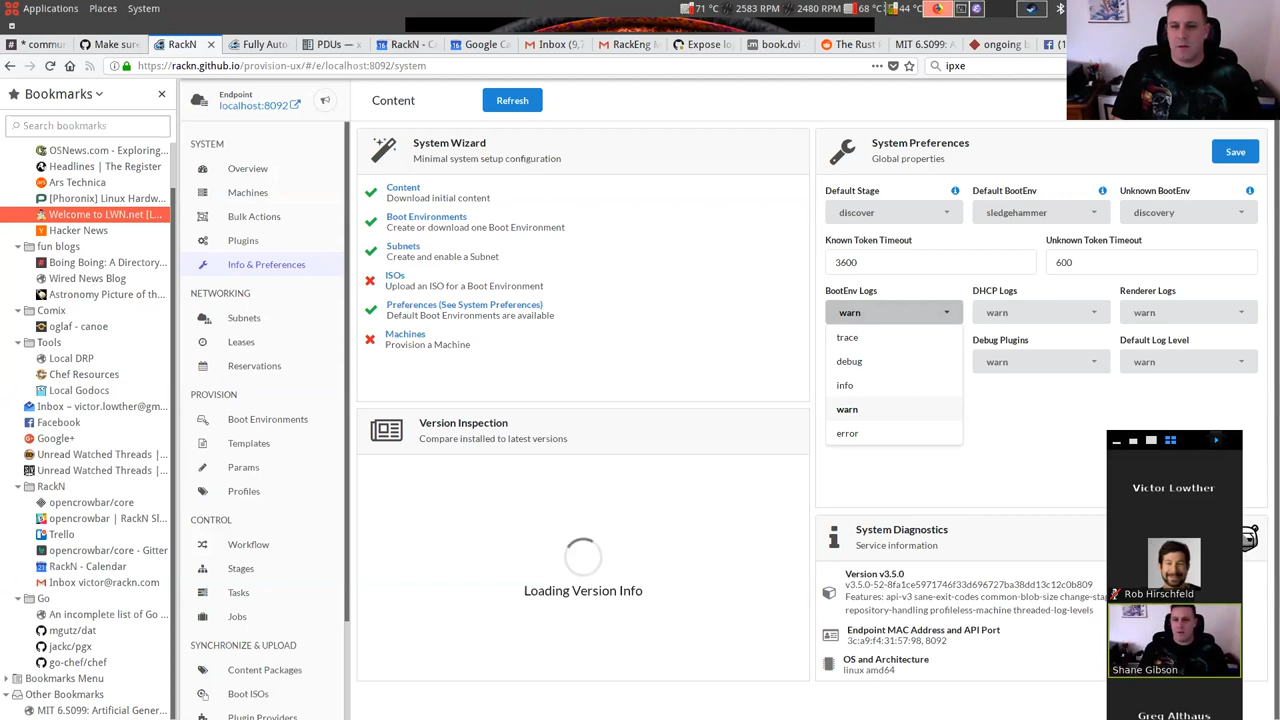 Applications Places System
71 °C 2583 RPM 2480 RPM 68 °C 44 °C
# * commu
Make sure
RackN
Fully Auto
PDUs — x
RackN - C
Google Ca
Inbox (9,
RackEng M
Expose lo
book.dvi
The Rust P
MIT 6.S099:
ongoing b
https://rackn.github.io/provision-ux/#/e/localhost:8092/system
ipxe
Bookmarks
Search bookmarks
OSNews.com - Exploring...
Headlines | The Register
Ars Technica
[Phoronix] Linux Hardw...
Welcome to LWN.net [L...
Hacker News
fun blogs
Boing Boing: A Directory...
Wired News Blog
Astronomy Picture of th...
Comix
oglaf - canoe
Tools
Local DRP
Chef Resources
Local Godocs
Inbox – victor.lowther@gm...
Facebook
Google+
Unread Watched Threads |...
Unread Watched Threads |...
RackN
opencrowbar/core
opencrowbar | RackN Sl...
Trello
opencrowbar/core - Gitter
RackN - Calendar
Inbox victor@rackn.com
Go
An incomplete list of Go ...
mgutz/dat
jackc/pgx
go-chef/chef
Bookmarks Menu
Other Bookmarks
MIT 6.S099: Artificial Gener...
Endpoint
localhost:8092
SYSTEM
Overview
Machines
Bulk Actions
Plugins
Info & Preferences
NETWORKING
Subnets
Leases
Reservations
PROVISION
Boot Environments
Templates
Params
Profiles
CONTROL
Workflow
Stages
Tasks
Jobs
SYNCHRONIZE & UPLOAD
Content Packages
Boot ISOs
Plugin Providers
Content
Refresh
System Wizard
Minimal system setup configuration
Content
Download initial content
Boot Environments
Create or download one Boot Environment
Subnets
Create and enable a Subnet
ISOs
Upload an ISO for a Boot Environment
Preferences (See System Preferences)
Default Boot Environments are available
Machines
Provision a Machine
Version Inspection
Compare installed to latest versions
Loading Version Info
System Preferences
Global properties
Save
Default Stage
Default BootEnv
Unknown BootEnv
discover
sledgehammer
discovery
Known Token Timeout
Unknown Token Timeout
3600
600
BootEnv Logs
DHCP Logs
Renderer Logs
warn
warn
warn
trace
debug
info
warn
error
Debug Plugins
Default Log Level
warn
warn
System Diagnostics
Service information
Version v3.5.0
v3.5.0-52-8fa1ce5971746f33d696727ba38dd13c12c0b809
Features: api-v3 sane-exit-codes common-blob-size change-stag
repository-handling profileless-machine threaded-log-levels
Endpoint MAC Address and API Port
3c:a9:f4:31:57:98, 8092
OS and Architecture
linux amd64
Victor Lowther
Rob Hirschfeld
Shane Gibson
Greg Althaus